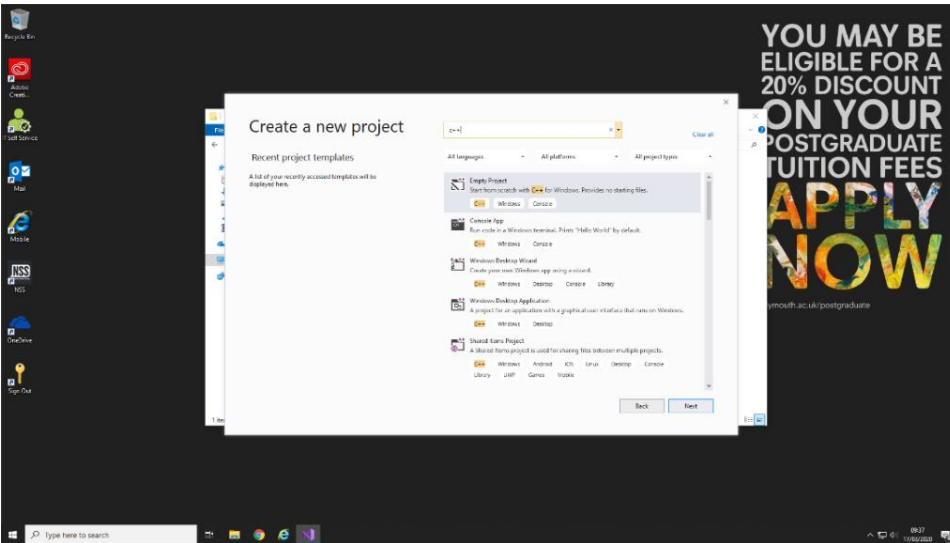 Recycle Bin
Adobe
Creati...
IT Self Service
Mail
Mobile
NSS
NSS
OneDrive
Sign Out
YOU MAY BE
ELIGIBLE FOR A
20% DISCOUNT
ON YOUR
POSTGRADUATE
TUITION FEES
APPLY
NOW
ymouth.ac.uk/postgraduate
File
Create a new project
c++
Clear all
Recent project templates
A list of your recently accessed templates will be
displayed here.
All languages
All platforms
All project types
Empty Project
Start from scratch with C++ for Windows. Provides no starting files.
C++ Windows Console
Console App
Run code in a Windows terminal. Prints "Hello World" by default.
C++ Windows Console
Windows Desktop Wizard
Create your own Windows app using a wizard.
C++ Windows Desktop Console Library
Windows Desktop Application
A project for an application with a graphical user interface that runs on Windows.
C++ Windows Desktop
Shared Items Project
A Shared Items project is used for sharing files between multiple projects.
C++ Windows Android iOS Linux Desktop Console
Library UWP Games Mobile
Back Next
1 ite
Type here to search
09:37
17/03/2020